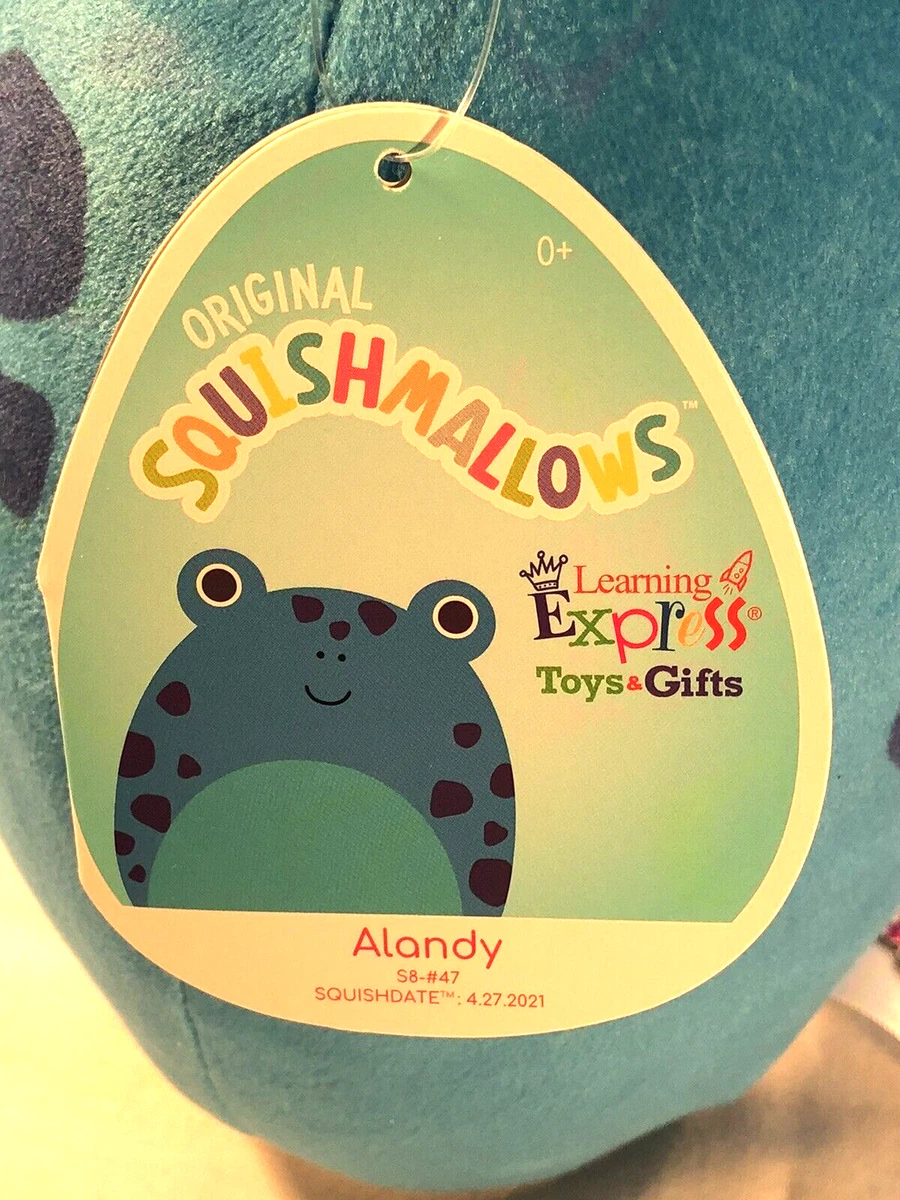 0+
ORIGINAL
SQUISHMALLOWS™
Learning
Express®
Toys & Gifts
Alandy
S8-#47
SQUISHDATE™: 4.27.2021